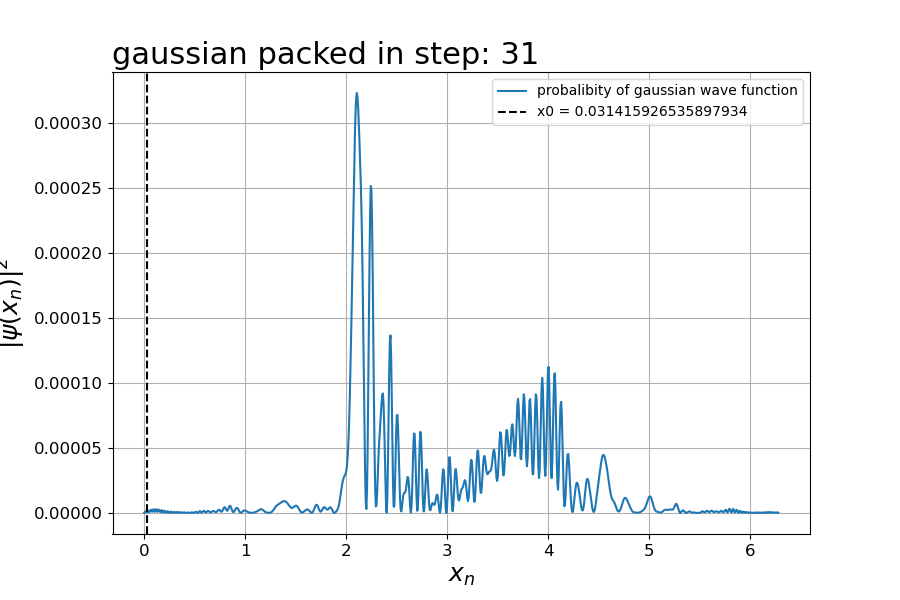 gaussian packed in step: 31
probalibity of gaussian wave function
x0 = 0.031415926535897934
|ψ(xₙ)|²
0.00030
0.00025
0.00020
0.00015
0.00010
0.00005
0.00000
0 1 2 3 4 5 6
xₙ